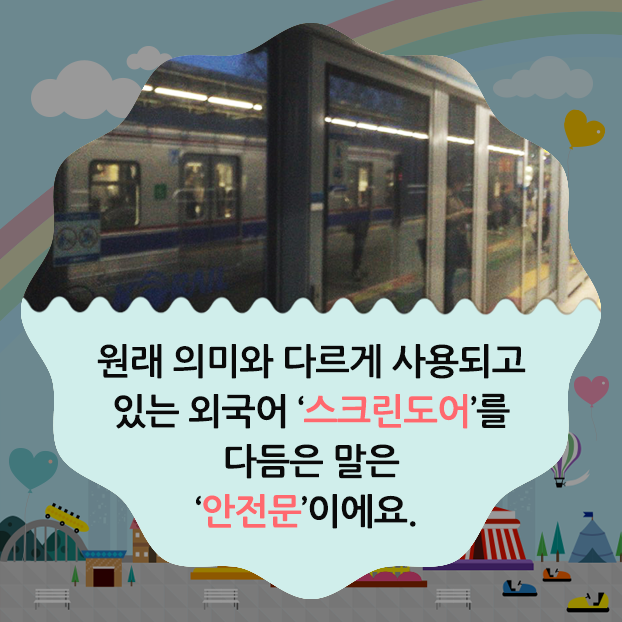 원래 의미와 다르게 사용되고
있는 외국어 ‘스크린도어’를
다듬은 말은
‘안전문’이에요.